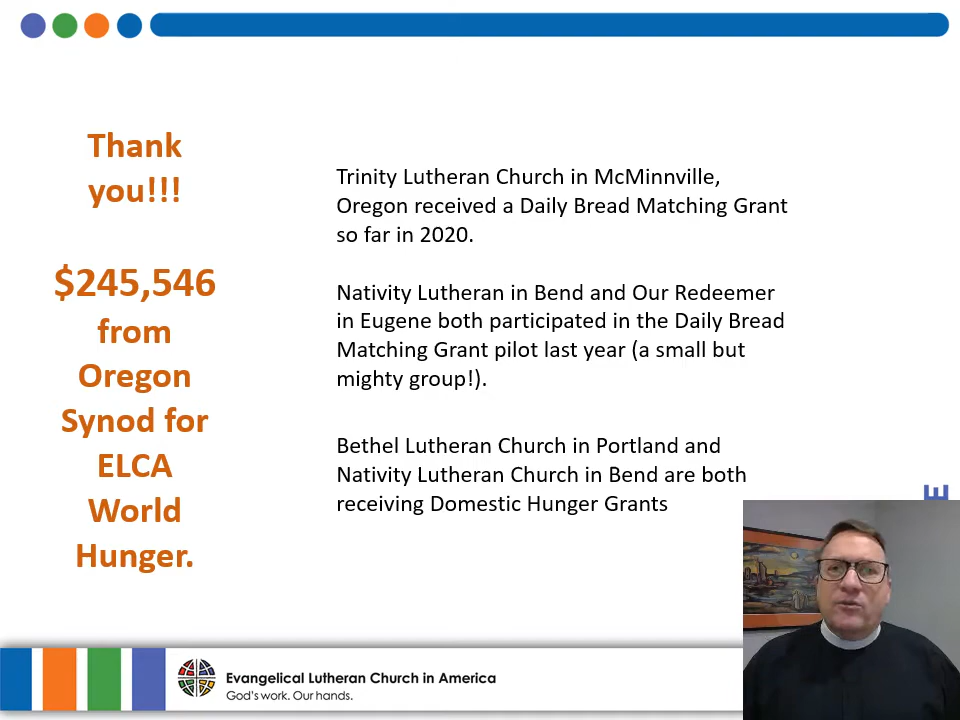 Thank
you!!!
$245,546
from
Oregon
Synod for
ELCA
World
Hunger.
Trinity Lutheran Church in McMinnville,
Oregon received a Daily Bread Matching Grant
so far in 2020.
Nativity Lutheran in Bend and Our Redeemer
in Eugene both participated in the Daily Bread
Matching Grant pilot last year (a small but
mighty group!).
Bethel Lutheran Church in Portland and
Nativity Lutheran Church in Bend are both
receiving Domestic Hunger Grants
E
Evangelical Lutheran Church in America
God's work. Our hands.